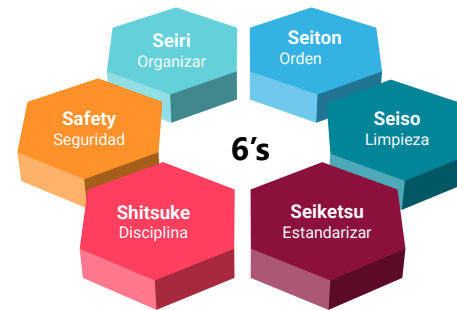 Seiri
Organizar
Seiton
Orden
Safety
Seguridad
6's
Seiso
Limpieza
Shitsuke
Disciplina
Seiketsu
Estandarizar